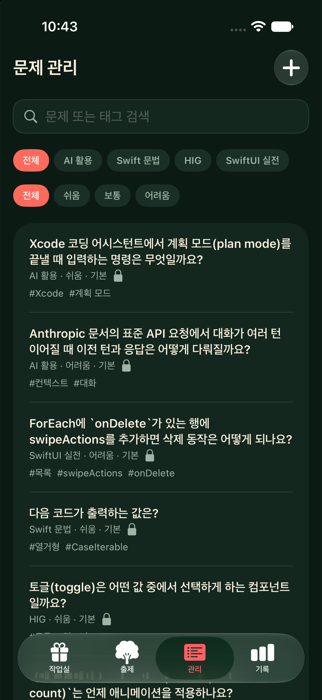 10:43
문제 관리
문제 또는 태그 검색
전체 AI 활용 Swift 문법 HIG SwiftUI 실전
전체 쉬움 보통 어려움
Xcode 코딩 어시스턴트에서 계획 모드(plan mode)를
끝낼 때 입력하는 명령은 무엇일까요?
AI 활용 · 쉬움 · 기본
#Xcode #계획 모드
Anthropic 문서의 표준 API 요청에서 대화가 여러 턴
이어질 때 이전 턴과 응답은 어떻게 다뤄질까요?
AI 활용 · 어려움 · 기본
#컨텍스트 #대화
ForEach에 `onDelete`가 있는 행에
swipeActions를 추가하면 삭제 동작은 어떻게 되나요?
SwiftUI 실전 · 어려움 · 기본
#목록 #swipeActions #onDelete
다음 코드가 출력하는 값은?
Swift 문법 · 쉬움 · 기본
#열거형 #CaseIterable
토글(toggle)은 어떤 값 중에서 선택하게 하는 컴포넌트
일까요?
HIG · 쉬움 · 기본
작업실 출제 관리 기록
count)`는 언제 애니메이션을 적용하나요?